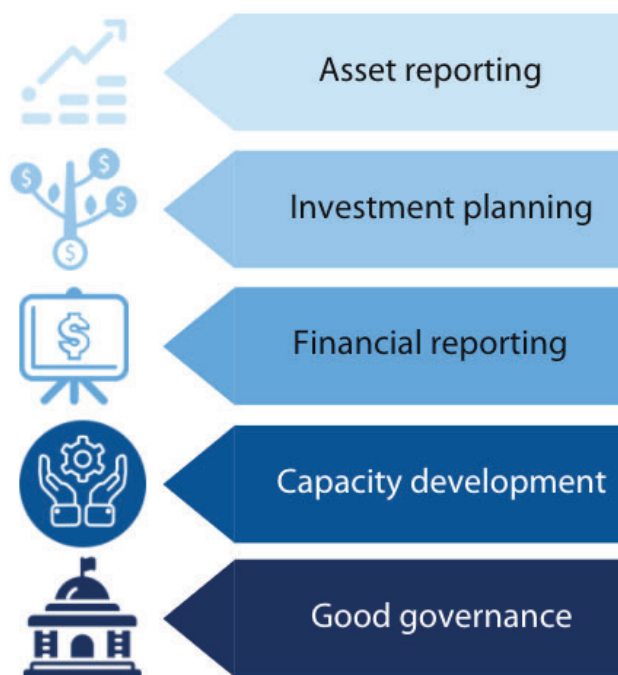 Asset reporting
$
$
$
$
Investment planning
$
Financial reporting
Capacity development
Good governance